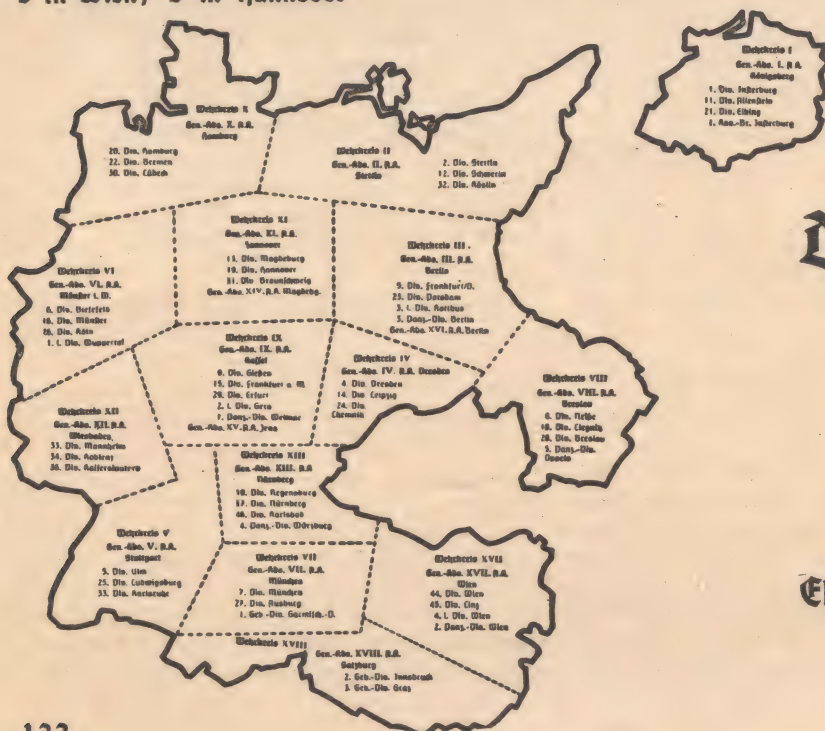 in Wien, in Hannover
Wehrkreis I
Gen.-Kdo. I. A.K.
Königsberg
1. Div. Insterburg
11. Div. Allenstein
21. Div. Elbing
1. Kav.-Br. Insterburg
Wehrkreis X
Gen.-Kdo. X. A.K.
Hamburg
20. Div. Hamburg
22. Div. Bremen
30. Div. Lübeck
Wehrkreis II
Gen.-Kdo. II. A.K.
Stettin
2. Div. Stettin
12. Div. Schwerin
32. Div. Köslin
Wehrkreis XI
Gen.-Kdo. XI. A.K.
Hannover
13. Div. Magdeburg
19. Div. Hannover
31. Div. Braunschweig
Gen.-Kdo. XIV. A.K. Magdebg.
Wehrkreis III
Gen.-Kdo. III. A.K.
Berlin
Div. Frankfurt/O.
23. Div. Potsdam
3. l. Div. Kottbus
3. Panz.-Div. Berlin
Gen.-Kdo. XVI. A.K. Berlin
Wehrkreis VI
Gen.-Kdo. VI. A.K.
Münster i. W.
6. Div. Bielefeld
16. Div. Münster
26. Div. Köln
1. l. Div. Wuppertal
Wehrkreis IX
Gen.-Kdo. IX. A.K.
Kassel
9. Div. Gießen
15. Div. Frankfurt a. M.
29. Div. Erfurt
2. l. Div. Gera
1. Panz.-Div. Weimar
Gen.-Kdo. XV. A.K. Jena
Wehrkreis IV
Gen.-Kdo. IV. A.K. Dresden
4. Div. Dresden
14. Div. Leipzig
24. Div.
Chemnitz
Wehrkreis VIII
Gen.-Kdo. VIII. A.K.
Breslau
8. Div. Neiße
18. Div. Liegnitz
28. Div. Breslau
5. Panz.-Div.
Oppeln
Wehrkreis XII
Gen.-Kdo. XII. A.K.
Wiesbaden
33. Div. Mannheim
34. Div. Koblenz
36. Div. Kaiserslautern
Wehrkreis XIII
Gen.-Kdo. XIII. A.K
Nürnberg
10. Div. Regensburg
17. Div. Nürnberg
46. Div. Karlsbad
4. Panz.-Div. Würzburg
Wehrkreis V
Gen.-Kdo. V. A.K.
Stuttgart
5. Div. Ulm
25. Div. Ludwigsburg
Div. Karlsruhe
Wehrkreis VII
Gen.-Kdo. VII. A.K.
München
7. Div. München
27. Div. Augsburg
1. Geb.-Div. Garmisch.-P.
Wehrkreis XVII
Gen.-Kdo. XVII. A.K.
Wien
44. Div. Wien
45. Div. Linz
4. l. Div. Wien
2. Panz.-Div. Wien
Wehrkreis XVIII
Gen.-Kdo. XVIII. A.K.
Salzburg
2. Geb.-Div. Innsbruck
3. Geb.-Div. Graz